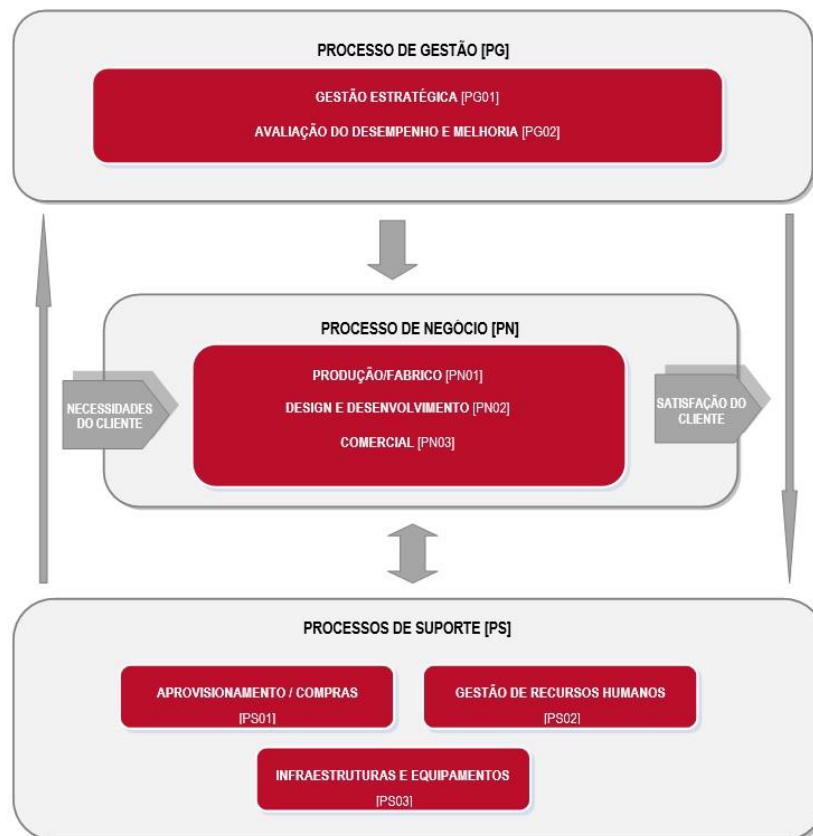 PROCESSO DE GESTÃO [PG]
GESTÃO ESTRATÉGICA [PG01]
AVALIAÇÃO DO DESEMPENHO E MELHORIA [PG02]
PROCESSO DE NEGÓCIO [PN]
PRODUÇÃO/FABRICO [PN01]
DESIGN E DESENVOLVIMENTO [PN02]
COMERCIAL [PN03]
NECESSIDADES
DO CLIENTE
SATISFAÇÃO DO
CLIENTE
PROCESSOS DE SUPORTE [PS]
APROVISIONAMENTO / COMPRAS
[PS01]
GESTÃO DE RECURSOS HUMANOS
[PS02]
INFRAESTRUTURAS E EQUIPAMENTOS
[PS03]